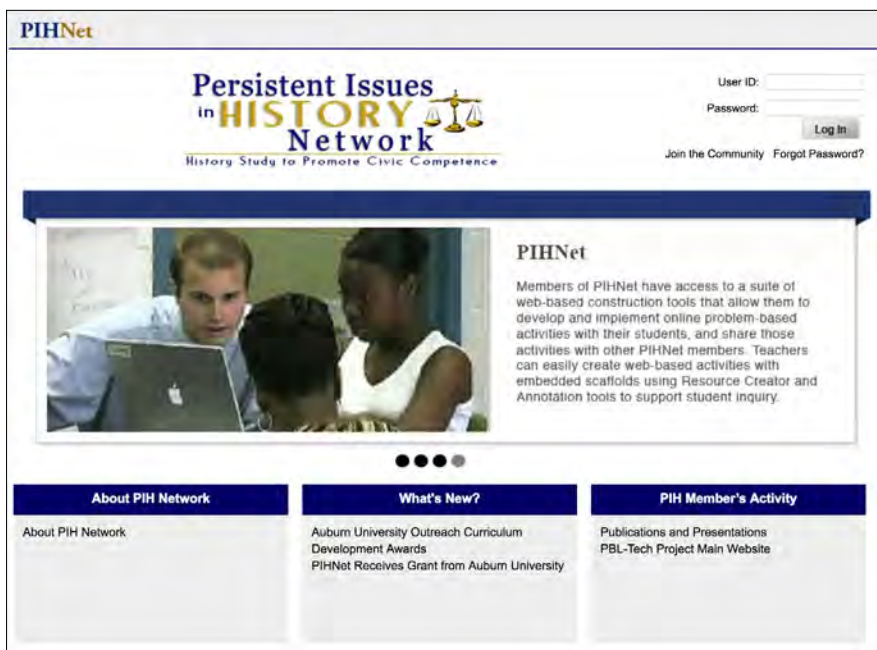 PIHNet
Persistent Issues
in HISTORY
Network
History Study to Promote Civic Competence
User ID:
Password:
Log In
Join the Community Forgot Password?
PIHNet
Members of PIHNet have access to a suite of
web-based construction tools that allow them to
develop and implement online problem-based
activities with their students, and share those
activities with other PIHNet members. Teachers
can easily create web-based activities with
embedded scaffolds using Resource Creator and
Annotation tools to support student inquiry.
About PIH Network
About PIH Network
What's New?
Auburn University Outreach Curriculum
Development Awards
PIHNet Receives Grant from Auburn University
PIH Member's Activity
Publications and Presentations
PBL-Tech Project Main Website